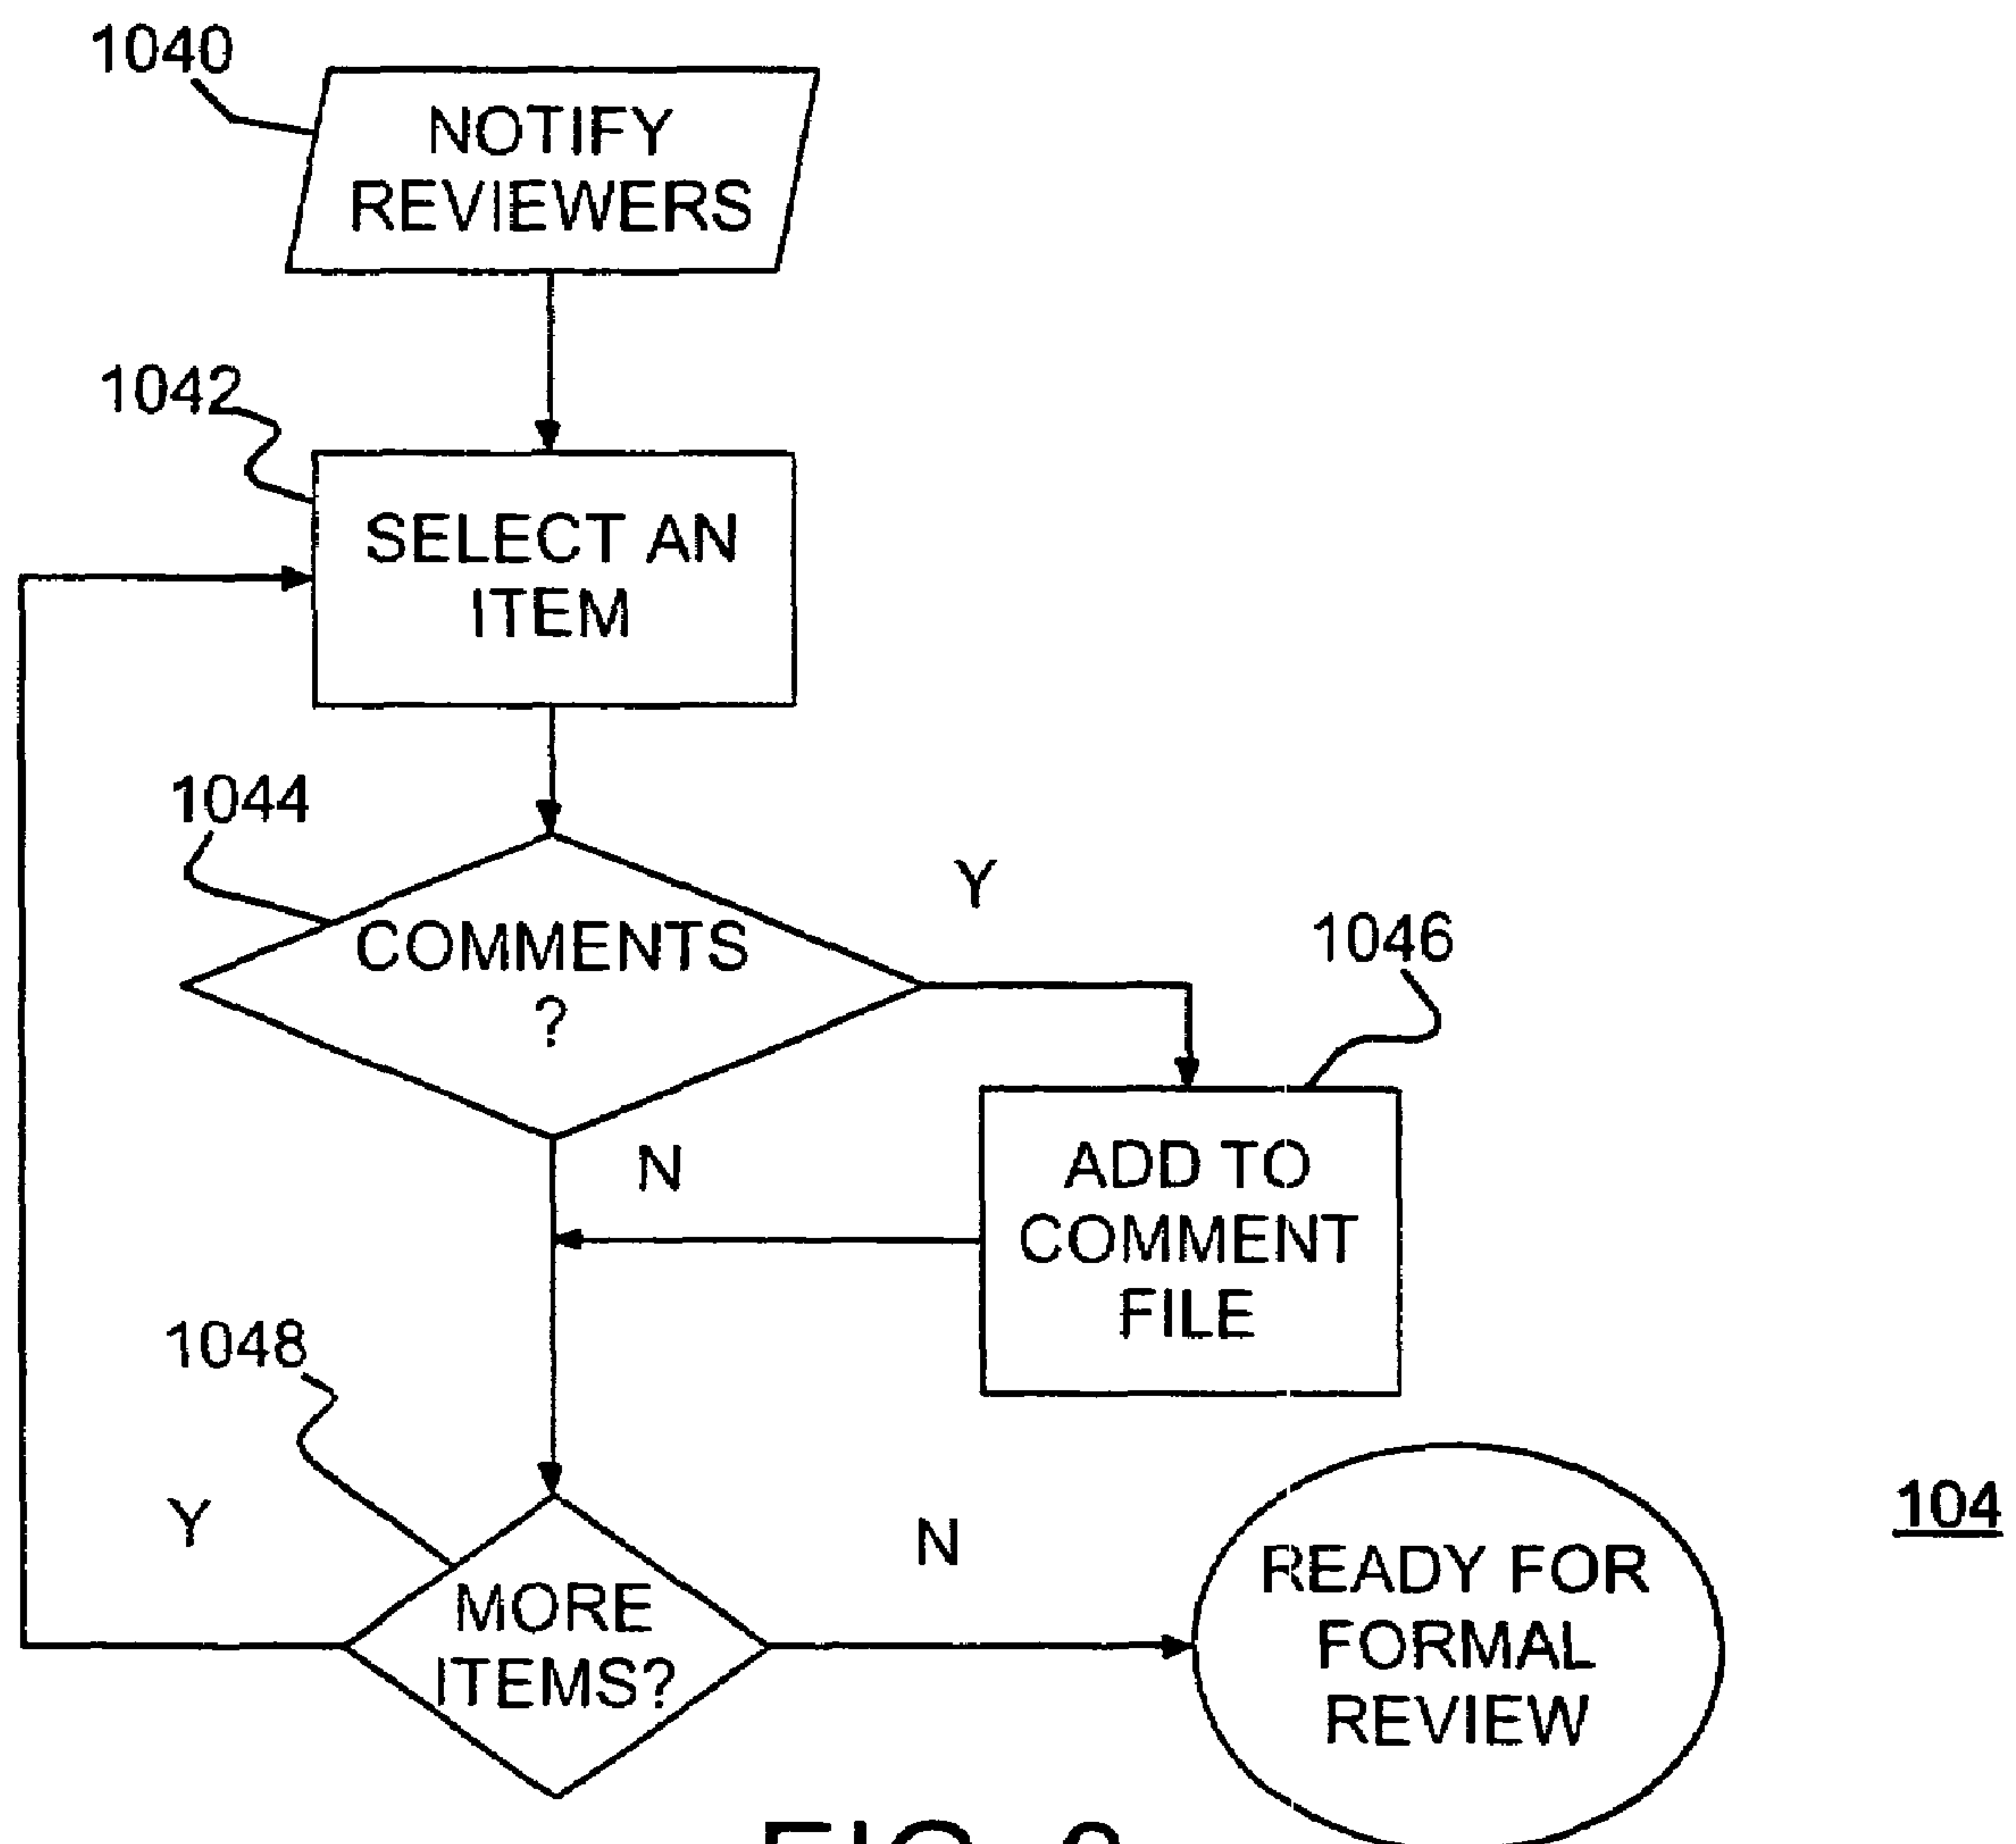 1040
NOTIFY
REVIEWERS
1042
SELECT AN
ITEM
1044
COMMENTS
?
Y
1046
N
ADD TO
COMMENT
FILE
1048
Y
MORE
ITEMS?
N
READY FOR
FORMAL
REVIEW
104
FIG.